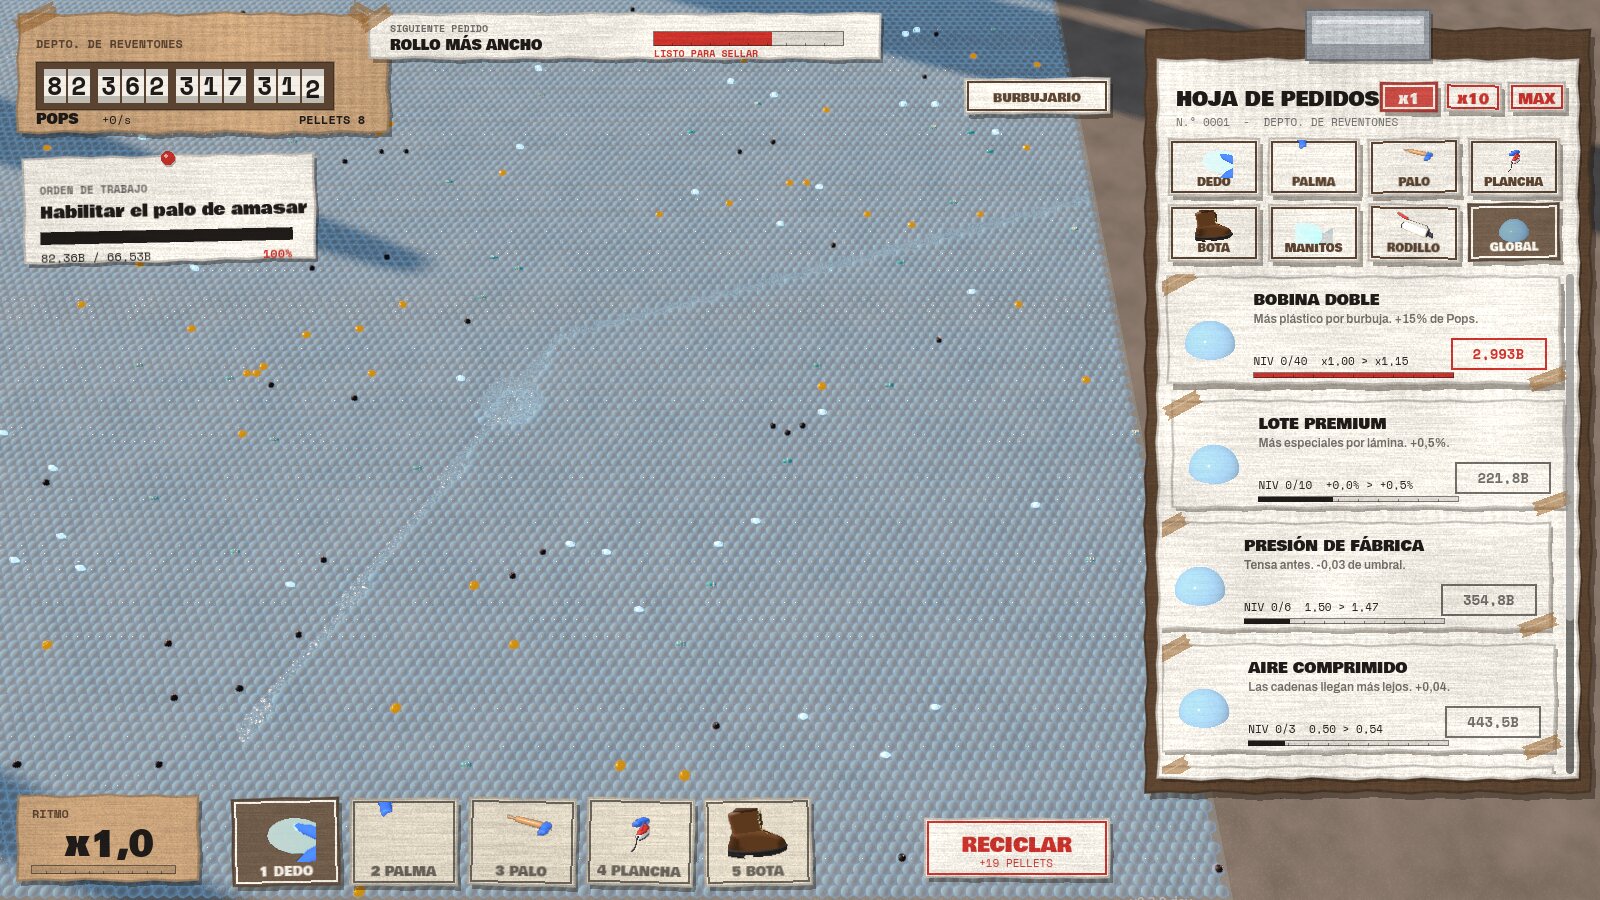 DEPTO. DE REVENTONES
82 362 317 312
POPS +0/s PELLETS 8
SIGUIENTE PEDIDO
ROLLO MÁS ANCHO
LISTO PARA SELLAR
BURBUJARIO
ORDEN DE TRABAJO
Habilitar el palo de amasar
82,36B / 66,53B 100%
HOJA DE PEDIDOS x1 x10 MAX
N.° 0001 - DEPTO. DE REVENTONES
DEDO PALMA PALO PLANCHA
BOTA MANITOS RODILLO GLOBAL
BOBINA DOBLE
Más plástico por burbuja. +15% de Pops.
NIV 0/40 x1,00 > x1,15 2,993B
LOTE PREMIUM
Más especiales por lámina. +0,5%.
NIV 0/10 +0,0% > +0,5% 221,8B
PRESIÓN DE FÁBRICA
Tensa antes. -0,03 de umbral.
NIV 0/6 1,50 > 1,47 354,8B
AIRE COMPRIMIDO
Las cadenas llegan más lejos. +0,04.
NIV 0/3 0,50 > 0,54 443,5B
RITMO
x1,0
1 DEDO 2 PALMA 3 PALO 4 PLANCHA 5 BOTA
RECICLAR
+19 PELLETS